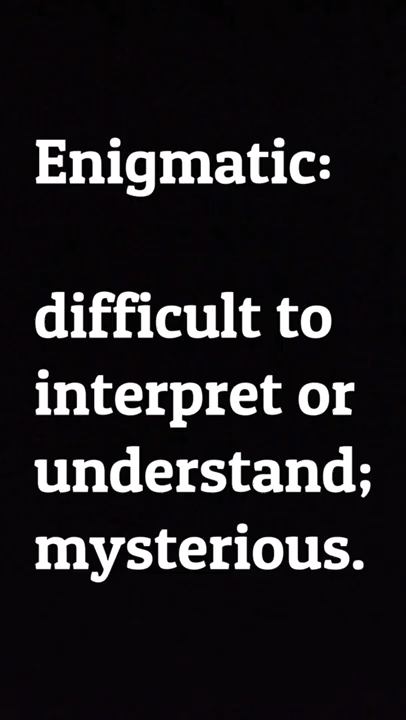 Enigmatic:
difficult to
interpret or
understand;
mysterious.